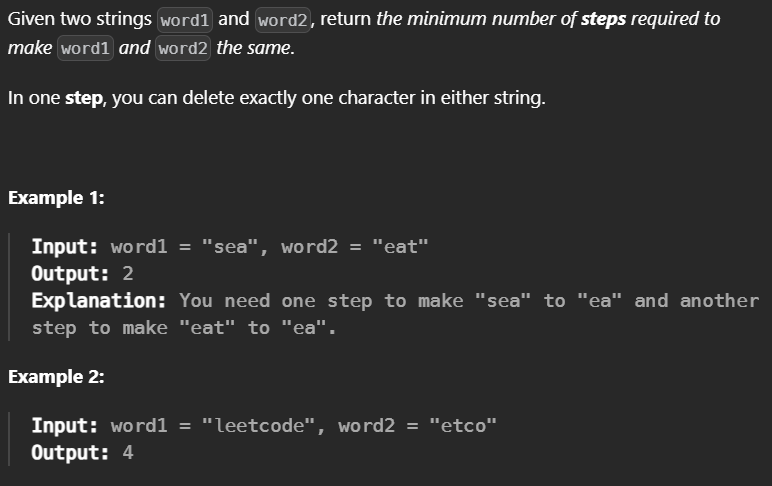 Given two strings word1 and word2, return the minimum number of steps required to
make word1 and word2 the same.
In one step, you can delete exactly one character in either string.
Example 1:
Input: word1 = "sea", word2 = "eat"
Output: 2
Explanation: You need one step to make "sea" to "ea" and another
step to make "eat" to "ea".
Example 2:
Input: word1 = "leetcode", word2 = "etco"
Output: 4